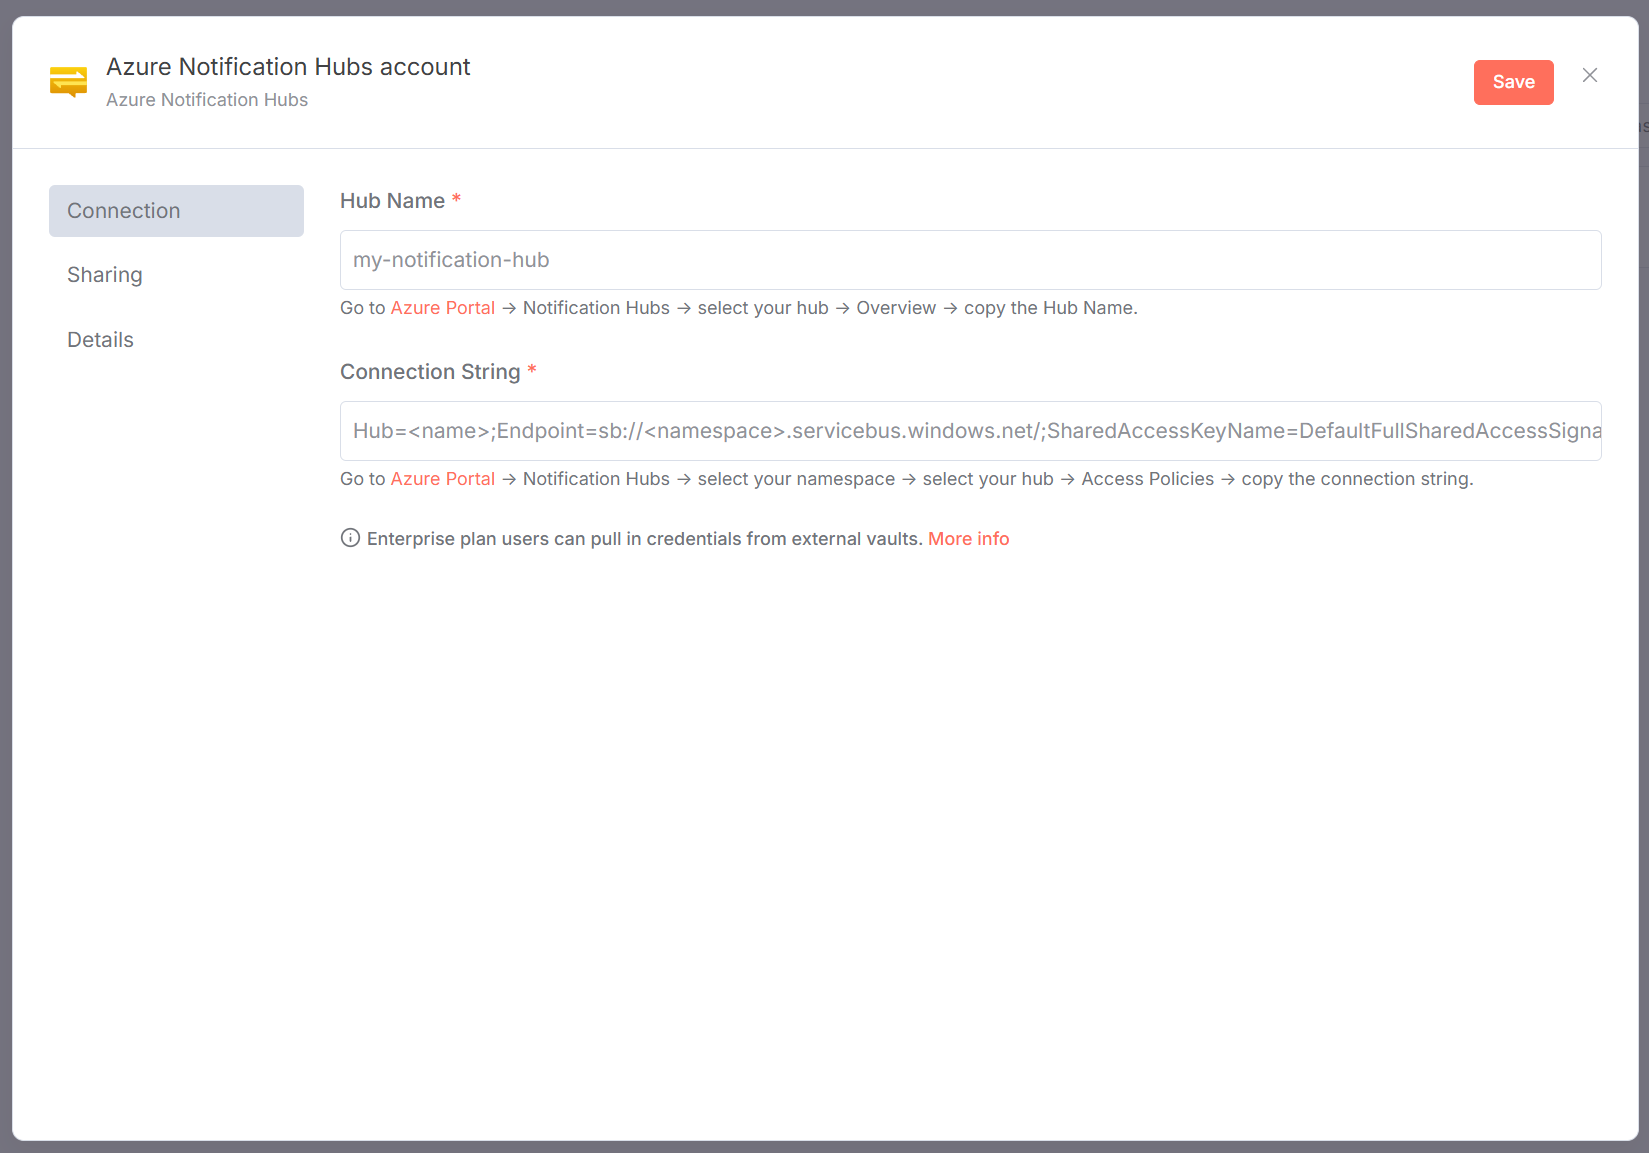 Azure Notification Hubs account
Azure Notification Hubs
Save
Connection
Sharing
Details
Hub Name *
my-notification-hub
Go to Azure Portal → Notification Hubs → select your hub → Overview → copy the Hub Name.
Connection String *
Hub=<name>;Endpoint=sb://<namespace>.servicebus.windows.net/;SharedAccessKeyName=DefaultFullSharedAccessSigna
Go to Azure Portal → Notification Hubs → select your namespace → select your hub → Access Policies → copy the connection string.
Enterprise plan users can pull in credentials from external vaults. More info